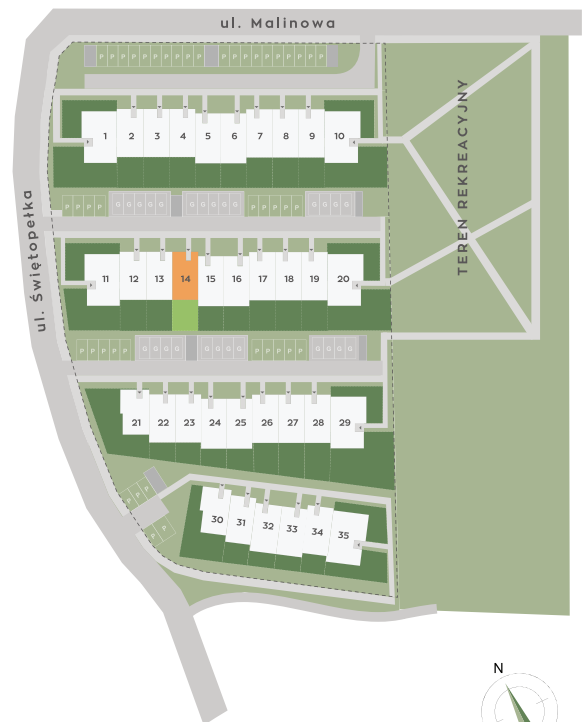 ul. Malinowa
P P P P P P P P P P P P P P P P P P P
1 2 3 4 5 6 7 8 9 10
TEREN REKREACYJNY
ul. Świętopełka
P P P P G G G G G P P P P P G G G G
11 12 13 14 15 16 17 18 19 20
P P P P P G G G G G G G G P P P P P G G G G
21 22 23 24 25 26 27 28 29
P P P
30 31 32 33 34 35
P P
N